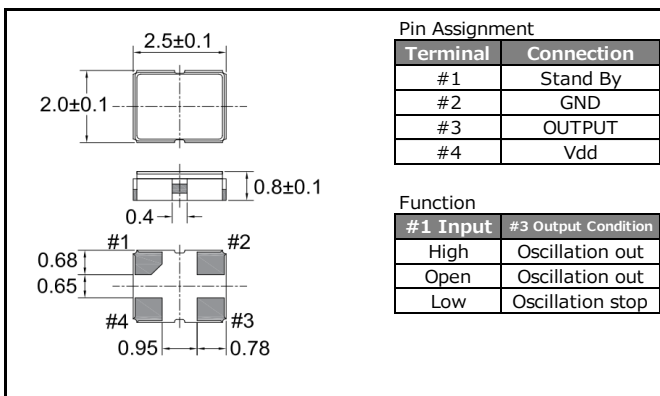 2.5±0.1
2.0±0.1
0.8±0.1
0.4
#1
#2
0.68
0.65
#4
#3
0.95
0.78
Pin Assignment
Terminal Connection
#1 Stand By
#2 GND
#3 OUTPUT
#4 Vdd
Function
#1 Input #3 Output Condition
High Oscillation out
Open Oscillation out
Low Oscillation stop